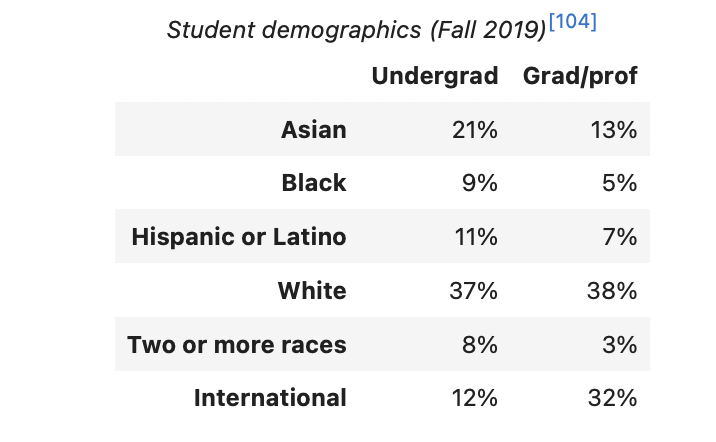 Student demographics (Fall 2019)[104]
Undergrad Grad/prof
Asian 21% 13%
Black 9% 5%
Hispanic or Latino 11% 7%
White 37% 38%
Two or more races 8% 3%
International 12% 32%